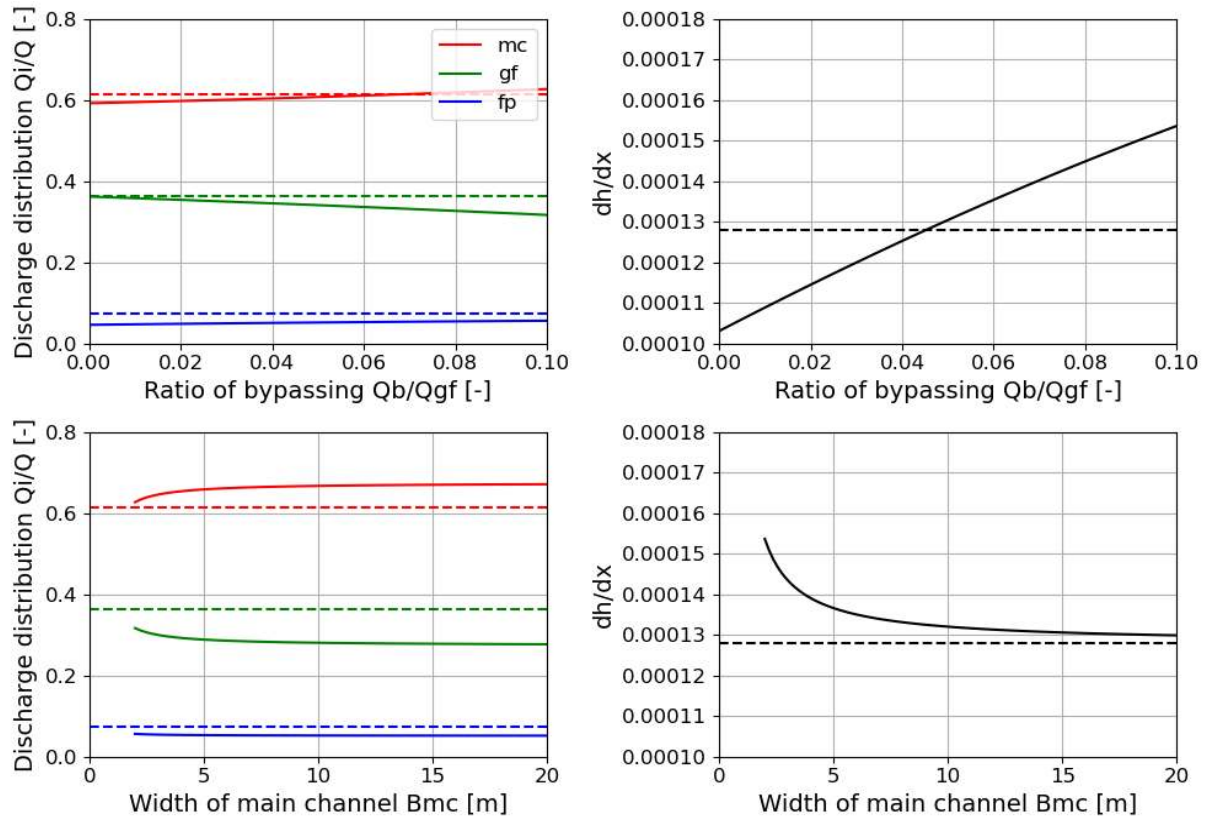 Discharge distribution Qi/Q [-]
0.8
0.6
0.4
0.2
0.0
mc
gf
fp
0.00 0.02 0.04 0.06 0.08 0.10
Ratio of bypassing Qb/Qgf [-]
dh/dx
0.00018
0.00017
0.00016
0.00015
0.00014
0.00013
0.00012
0.00011
0.00010
0.00 0.02 0.04 0.06 0.08 0.10
Ratio of bypassing Qb/Qgf [-]
Discharge distribution Qi/Q [-]
0.8
0.6
0.4
0.2
0.0
0 5 10 15 20
Width of main channel Bmc [m]
dh/dx
0.00018
0.00017
0.00016
0.00015
0.00014
0.00013
0.00012
0.00011
0.00010
0 5 10 15 20
Width of main channel Bmc [m]